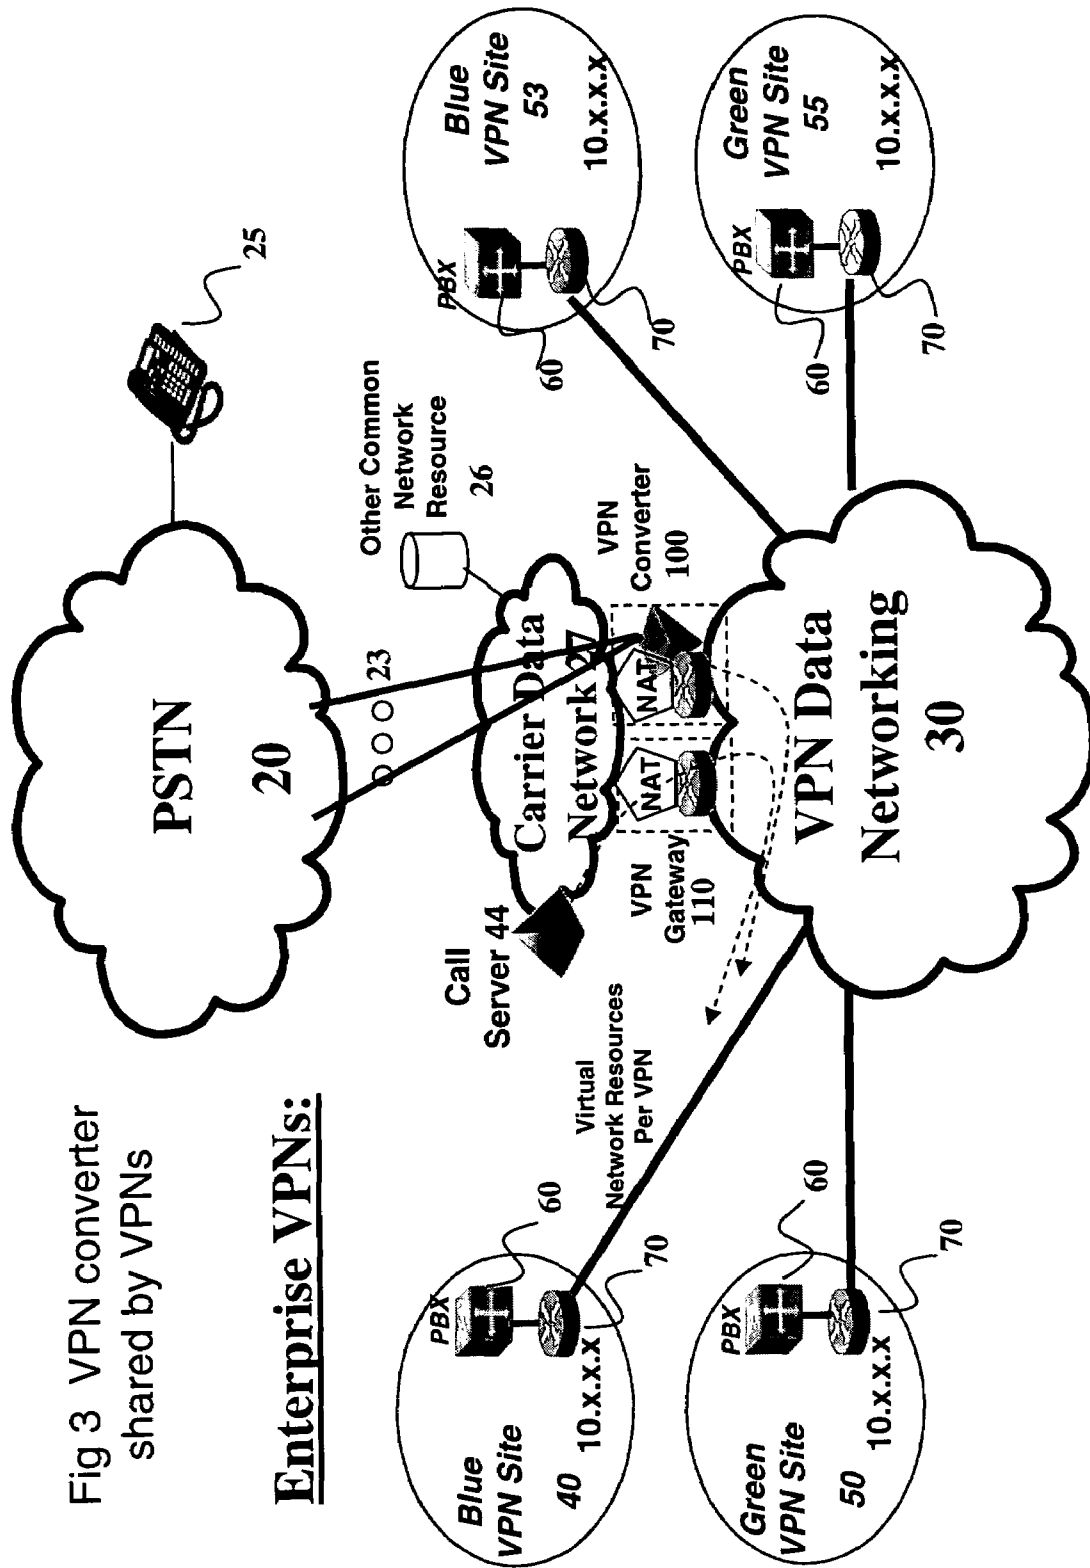 Fig 3 VPN converter
shared by VPNs
Enterprise VPNs:
PSTN
20
25
23
Other Common
Network
Resource
26
Call
Server 44
Carrier Data
Network 27
VPN
Gateway
110
NAT
NAT
VPN
Converter
100
Virtual
Network Resources
Per VPN
VPN Data
Networking
30
Blue
VPN Site
40
PBX
60
70
10.x.x.x
Green
VPN Site
50
PBX
60
70
10.x.x.x
Blue
VPN Site
53
PBX
60
70
10.x.x.x
Green
VPN Site
55
PBX
60
70
10.x.x.x